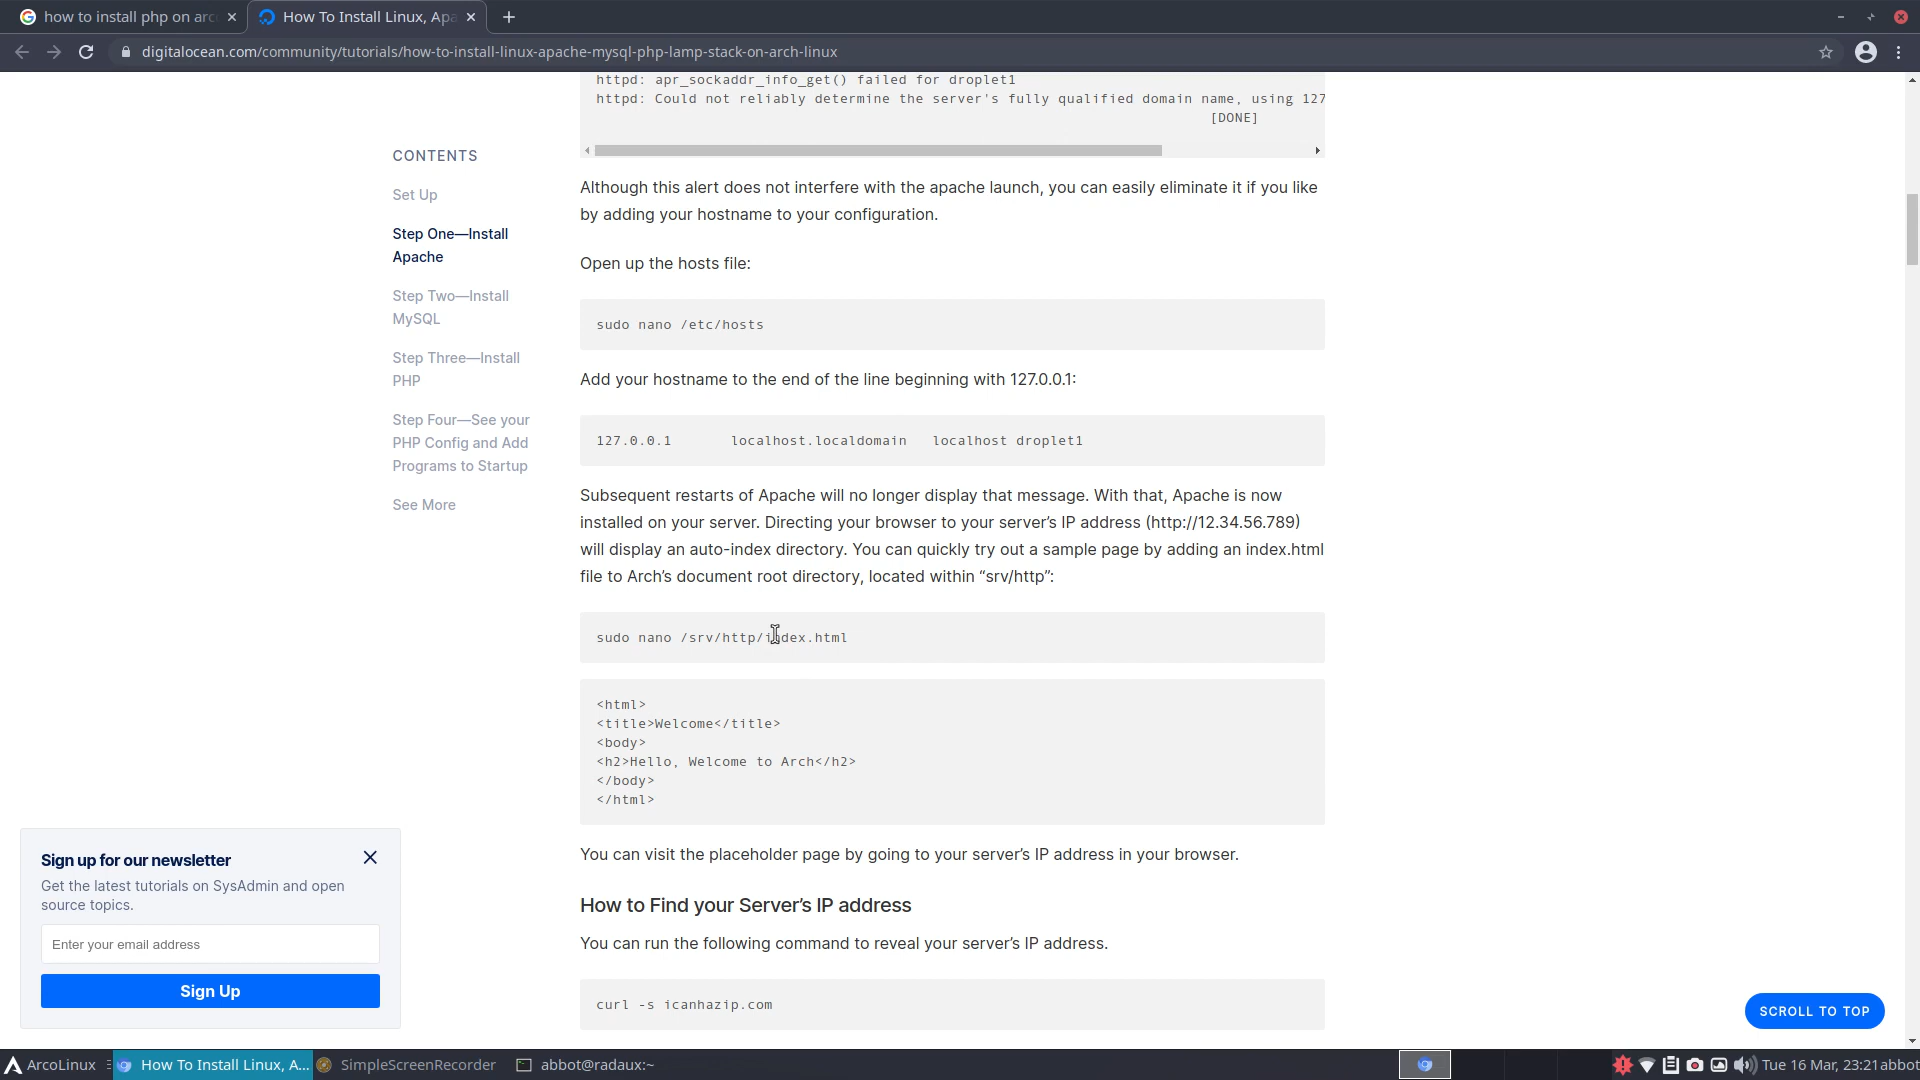 how to install php on arc
How To Install Linux, Apa
digitalocean.com/community/tutorials/how-to-install-linux-apache-mysql-php-lamp-stack-on-arch-linux
httpd: apr_sockaddr_info_get() failed for droplet1
httpd: Could not reliably determine the server's fully qualified domain name, using 127
[DONE]
CONTENTS
Set Up
Step One—Install
Apache
Step Two—Install
MySQL
Step Three—Install
PHP
Step Four—See your
PHP Config and Add
Programs to Startup
See More
Although this alert does not interfere with the apache launch, you can easily eliminate it if you like
by adding your hostname to your configuration.
Open up the hosts file:
sudo nano /etc/hosts
Add your hostname to the end of the line beginning with 127.0.0.1:
127.0.0.1 localhost.localdomain localhost droplet1
Subsequent restarts of Apache will no longer display that message. With that, Apache is now
installed on your server. Directing your browser to your server’s IP address (http://12.34.56.789)
will display an auto-index directory. You can quickly try out a sample page by adding an index.html
file to Arch’s document root directory, located within “srv/http”:
sudo nano /srv/http/index.html
<html>
<title>Welcome</title>
<body>
<h2>Hello, Welcome to Arch</h2>
</body>
</html>
You can visit the placeholder page by going to your server’s IP address in your browser.
How to Find your Server’s IP address
You can run the following command to reveal your server’s IP address.
curl -s icanhazip.com
Sign up for our newsletter
Get the latest tutorials on SysAdmin and open
source topics.
Enter your email address
Sign Up
SCROLL TO TOP
ArcoLinux
How To Install Linux, A...
SimpleScreenRecorder
abbot@radaux:~
Tue 16 Mar, 23:21abbot